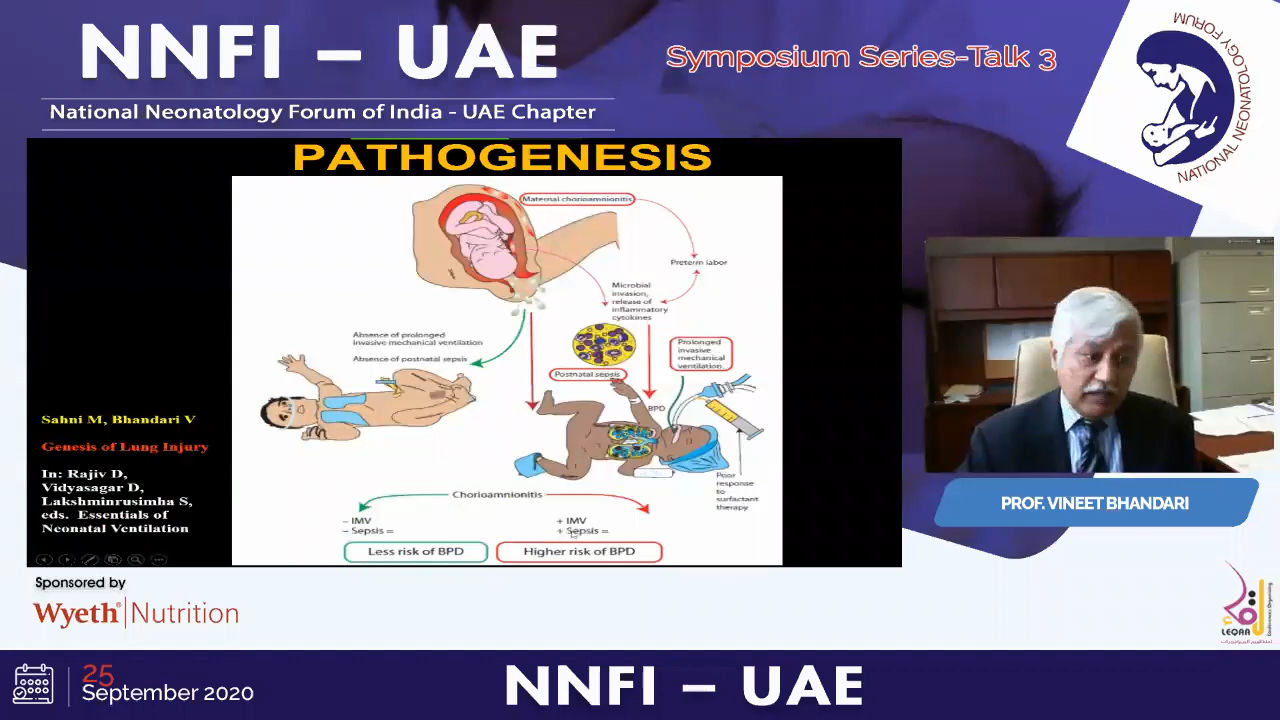 NNFI – UAE
Symposium Series-Talk 3
National Neonatology Forum of India - UAE Chapter
NATIONAL NEONATOLOGY FORUM
PATHOGENESIS
Maternal chorioamnionitis
Preterm labor
Microbial
invasion,
release of
inflammatory
cytokines
Absence of prolonged
invasive mechanical ventilation
Absence of postnatal sepsis
Prolonged
invasive
mechanical
ventilation.
Postnatal sepsis
BPD
Poor
response
to
surfactant
therapy
Sahni M, Bhandari V
Genesis of Lung Injury
In: Rajiv D,
Vidyasagar D,
Lakshminrusimha S,
eds. Essentials of
Neonatal Ventilation
Chorioamnionitis
– IMV
– Sepsis =
+ IMV
+ Sepsis =
Less risk of BPD
Higher risk of BPD
PROF. VINEET BHANDARI
Sponsored by
Wyeth® Nutrition
LEQAA
25
September 2020
NNFI – UAE